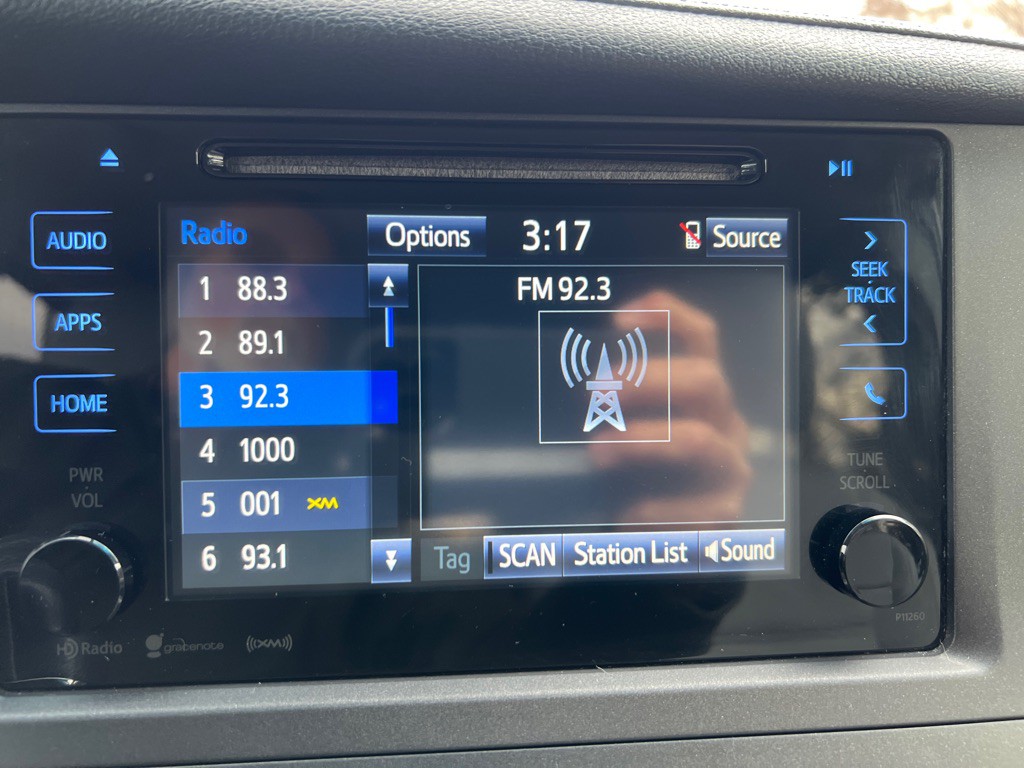 AUDIO
APPS
HOME
PWR
VOL
Radio
Options
3:17
Source
1 88.3
2 89.1
3 92.3
4 1000
5 001 XM
6 93.1
FM 92.3
Tag
SCAN
Station List
Sound
SEEK
TRACK
TUNE
SCROLL
HD Radio
gracenote
((XM))
P11260